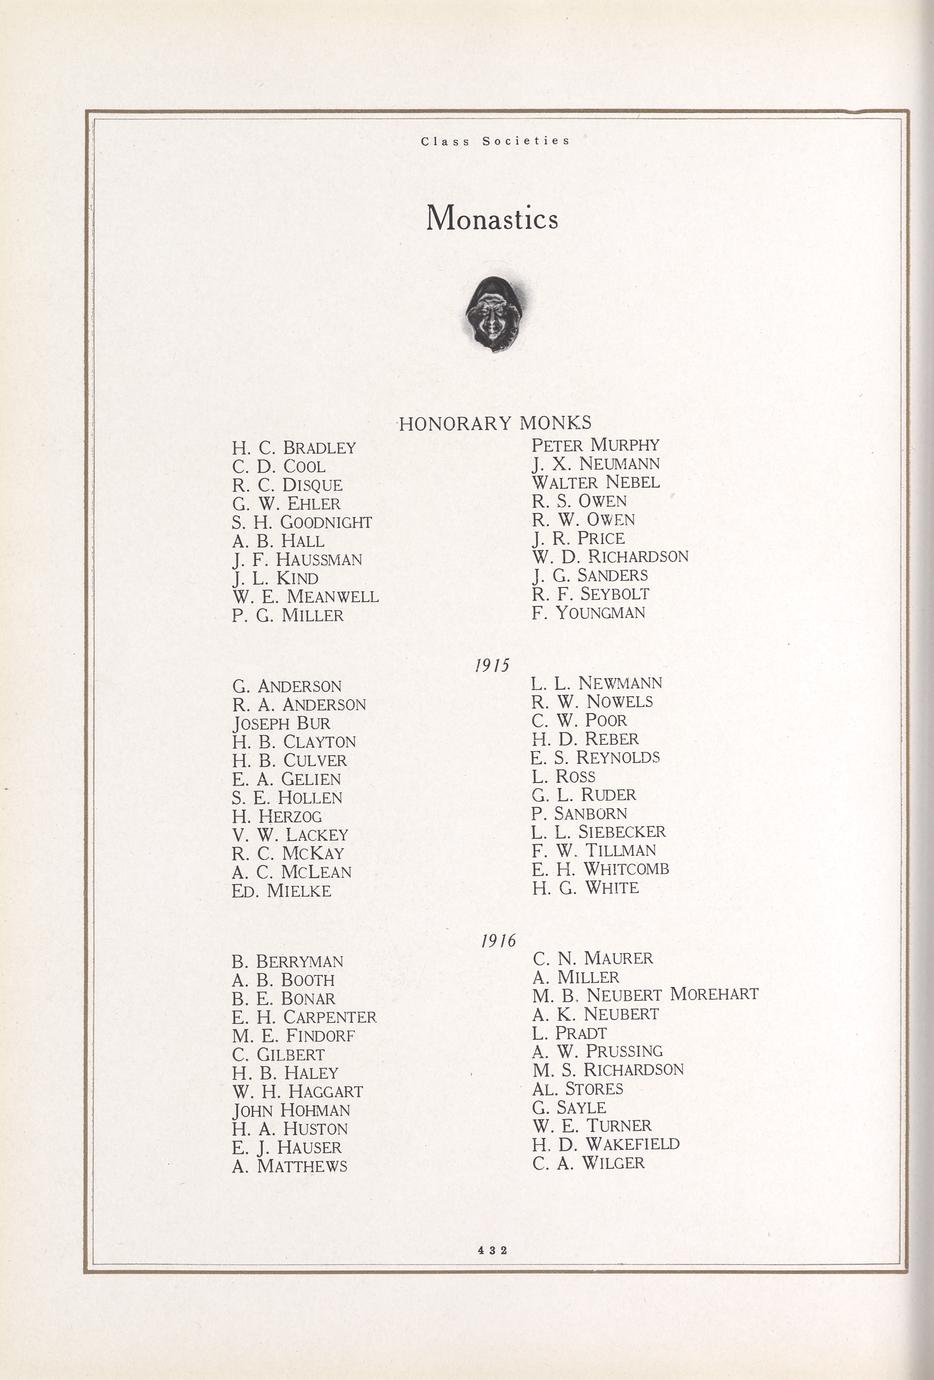 Class Societies
Monastics
HONORARY MONKS
H. C. BRADLEY
C. D. COOL
R. C. DISQUE
G. W. EHLER
S. H. GOODNIGHT
A. B. HALL
J. F. HAUSSMAN
J. L. KIND
W. E. MEANWELL
P. G. MILLER
PETER MURPHY
J. X. NEUMANN
WALTER NEBEL
R. S. OWEN
R. W. OWEN
J. R. PRICE
W. D. RICHARDSON
J. G. SANDERS
R. F. SEYBOLT
F. YOUNGMAN
1915
G. ANDERSON
R. A. ANDERSON
JOSEPH BUR
H. B. CLAYTON
H. B. CULVER
E. A. GELIEN
S. E. HOLLEN
H. HERZOG
V. W. LACKEY
R. C. MCKAY
A. C. MCLEAN
ED. MIELKE
L. L. NEWMANN
R. W. NOWELS
C. W. POOR
H. D. REBER
E. S. REYNOLDS
L. ROSS
G. L. RUDER
P. SANBORN
L. L. SIEBECKER
F. W. TILLMAN
E. H. WHITCOMB
H. G. WHITE
1916
B. BERRYMAN
A. B. BOOTH
B. E. BONAR
E. H. CARPENTER
M. E. FINDORF
C. GILBERT
H. B. HALEY
W. H. HAGGART
JOHN HOHMAN
H. A. HUSTON
E. J. HAUSER
A. MATTHEWS
C. N. MAURER
A. MILLER
M. B. NEUBERT MOREHART
A. K. NEUBERT
L. PRADT
A. W. PRUSSING
M. S. RICHARDSON
AL. STORES
G. SAYLE
W. E. TURNER
H. D. WAKEFIELD
C. A. WILGER
432